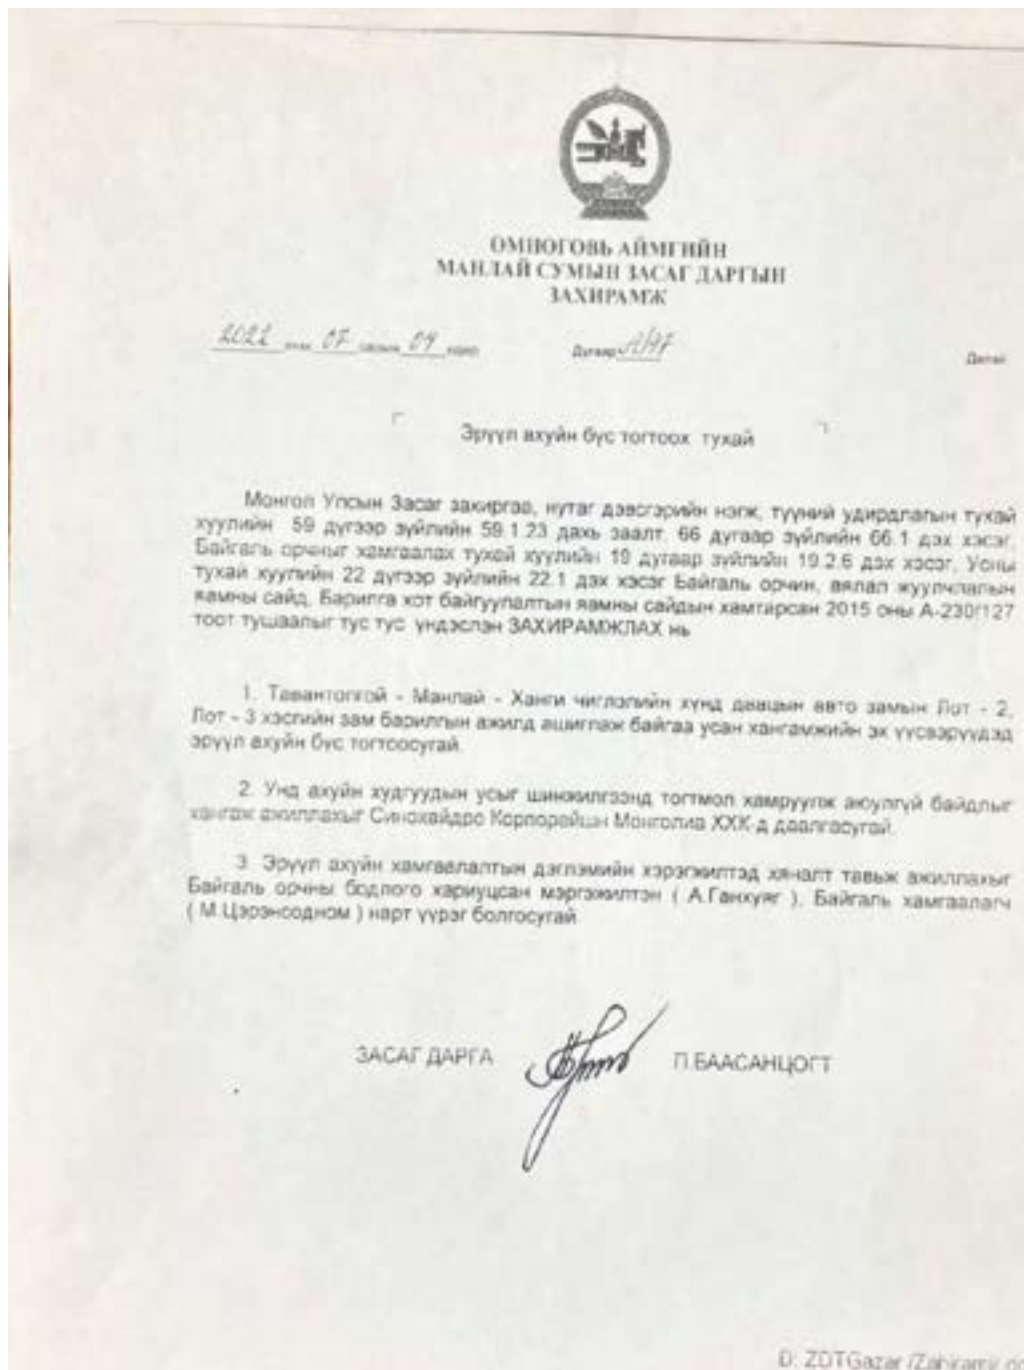 ӨМНӨГОВЬ АЙМГИЙН
МАНЛАЙ СУМЫН ЗАСАГ ДАРГЫН
ЗАХИРАМЖ
2022 оны 07 сарын 04 өдөр Дугаар А/97
Эрүүл ахуйн бүс тогтоох тухай
Монгол Улсын Засаг захиргаа, нутаг дэвсгэрийн нэгж, түүний удирдлагын тухай
хуулийн 59 дүгээр зүйлийн 59.1.23 дахь заалт, 66 дугаар зүйлийн 66.1 дэх хэсэг,
Байгаль орчныг хамгаалах тухай хуулийн 19 дугаар зүйлийн 19.2.6 дэх хэсэг, Усны
тухай хуулийн 22 дугээр зүйлийн 22.1 дэх хэсэг Байгаль орчин, аялал жуулчлалын
яамны сайд, Барилга хот байгуулалтын яамны сайдын хамтарсан 2015 оны А-230/127
тоот тушаалыг тус тус үндэслэн ЗАХИРАМЖЛАХ нь
1. Тавантолгой - Манлай - Ханги чиглэлийн хүнд даацын авто замын Лот - 2,
Лот - 3 хэсгийн зам барилгын ажилд ашиглаж байгаа усан хангамжийн эх үүсвэрүүдэд
эрүүл ахуйн бүс тогтоосугай.
2. Унд ахуйн худгуудын усыг шинжилгээнд тогтмол хамруулж аюулгүй байдлыг
хангаж ажиллахыг Синохайдро Корпорейшн Монголиа ХХК-д даалгасугай.
3. Эрүүл ахуйн хамгаалалтын дэглэмийн хэрэгжилтэд хяналт тавьж ажиллахыг
Байгаль орчны бодлого хариуцсан мэргэжилтэн ( А.Ганхуяг ), Байгаль хамгаалагч
( М.Цэрэнсодном ) нарт үүрэг болгосугай.
ЗАСАГ ДАРГА П.БААСАНЦОГТ
D: ZDTGazar /Zahiramj